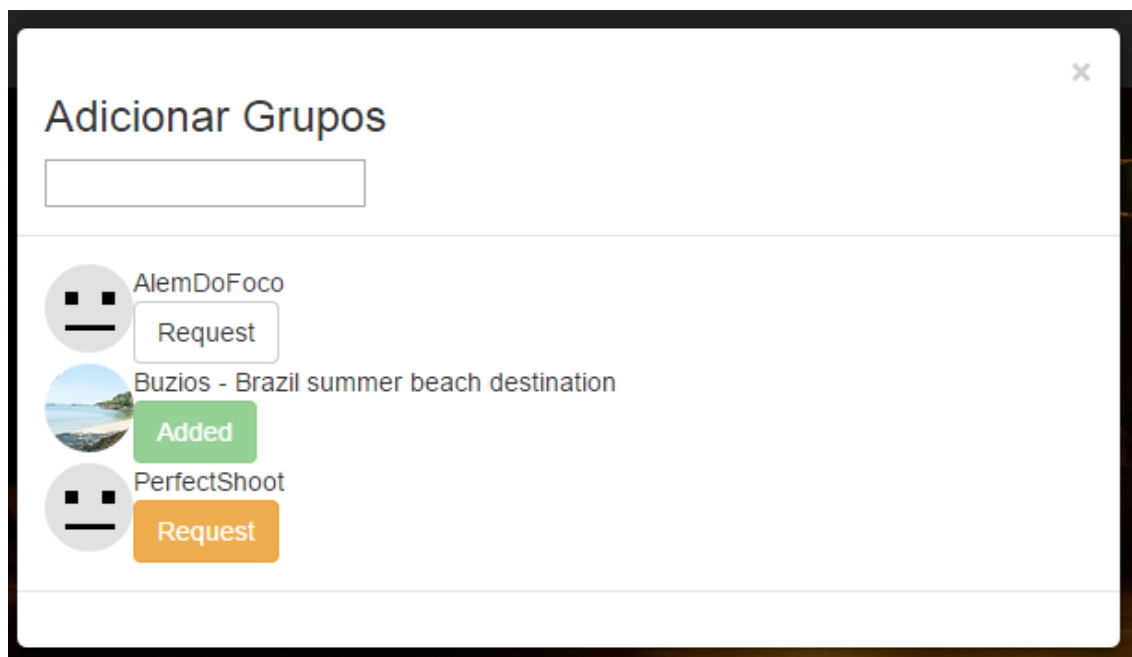 ×
Adicionar Grupos
AlemDoFoco
Request
Buzios - Brazil summer beach destination
Added
PerfectShoot
Request